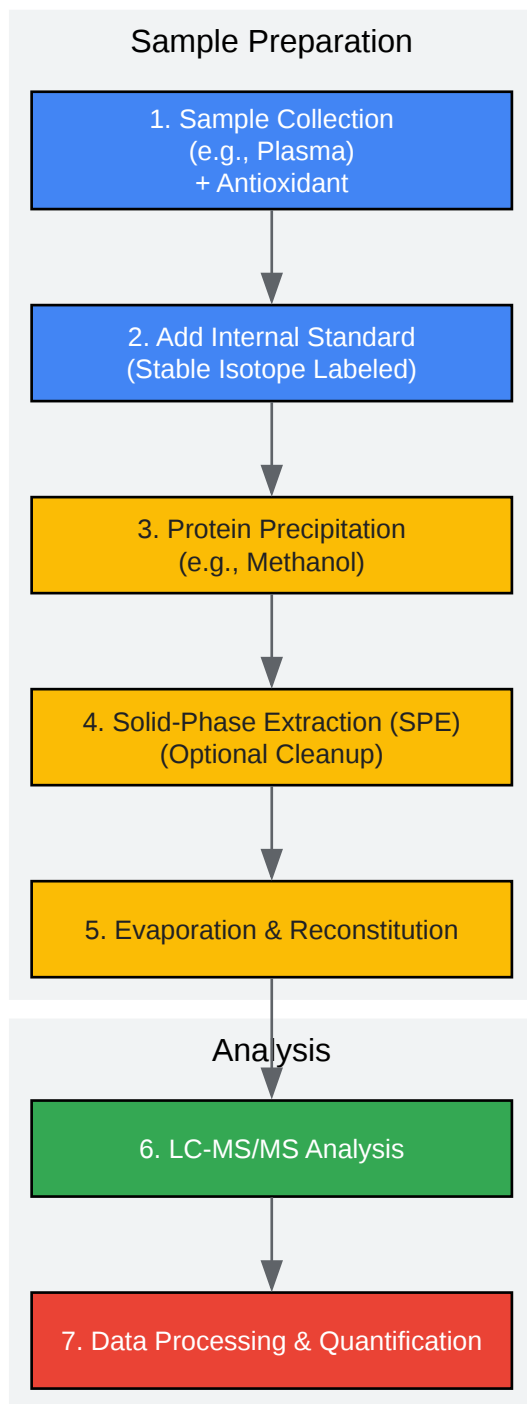 Sample Preparation
1. Sample Collection
(e.g., Plasma)
+ Antioxidant
2. Add Internal Standard
(Stable Isotope Labeled)
3. Protein Precipitation
(e.g., Methanol)
4. Solid-Phase Extraction (SPE)
(Optional Cleanup)
5. Evaporation & Reconstitution
Analysis
6. LC-MS/MS Analysis
7. Data Processing & Quantification